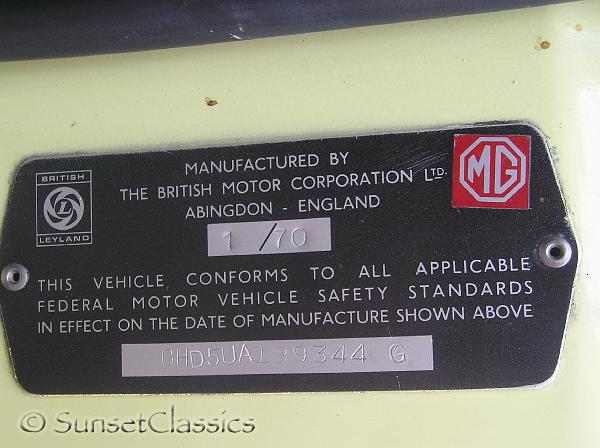 BRITISH
LEYLAND
MG
MANUFACTURED BY
THE BRITISH MOTOR CORPORATION LTD.
ABINGDON - ENGLAND
1 /70
THIS VEHICLE CONFORMS TO ALL APPLICABLE
FEDERAL MOTOR VEHICLE SAFETY STANDARDS
IN EFFECT ON THE DATE OF MANUFACTURE SHOWN ABOVE
GHD5UA199344 G
© SunsetClassics